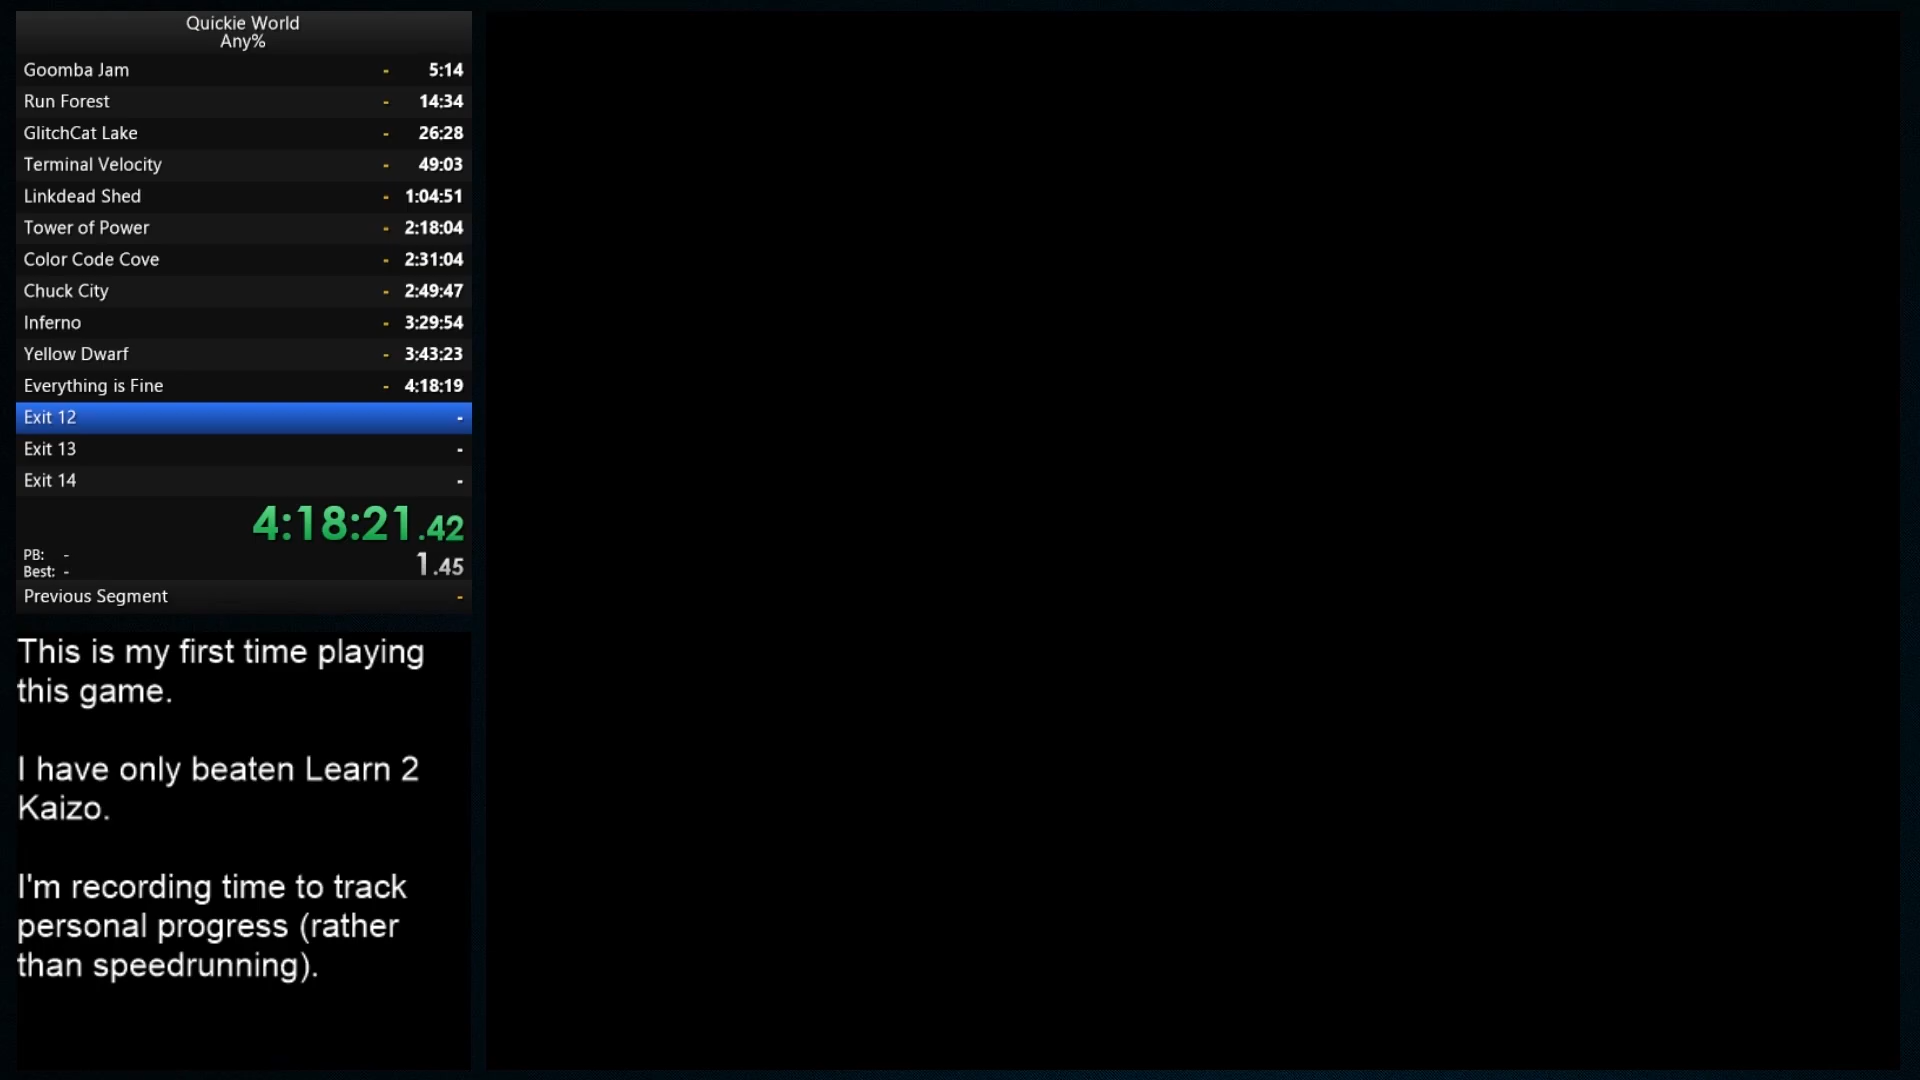 Quickie World
Any%
Goomba Jam - 5:14
Run Forest - 14:34
GlitchCat Lake - 26:28
Terminal Velocity - 49:03
Linkdead Shed - 1:04:51
Tower of Power - 2:18:04
Color Code Cove - 2:31:04
Chuck City - 2:49:47
Inferno - 3:29:54
Yellow Dwarf - 3:43:23
Everything is Fine - 4:18:19
Exit 12 -
Exit 13 -
Exit 14 -
4:18:21.42
PB: -
Best: -
1.45
Previous Segment -
This is my first time playing
this game.
I have only beaten Learn 2
Kaizo.
I'm recording time to track
personal progress (rather
than speedrunning).